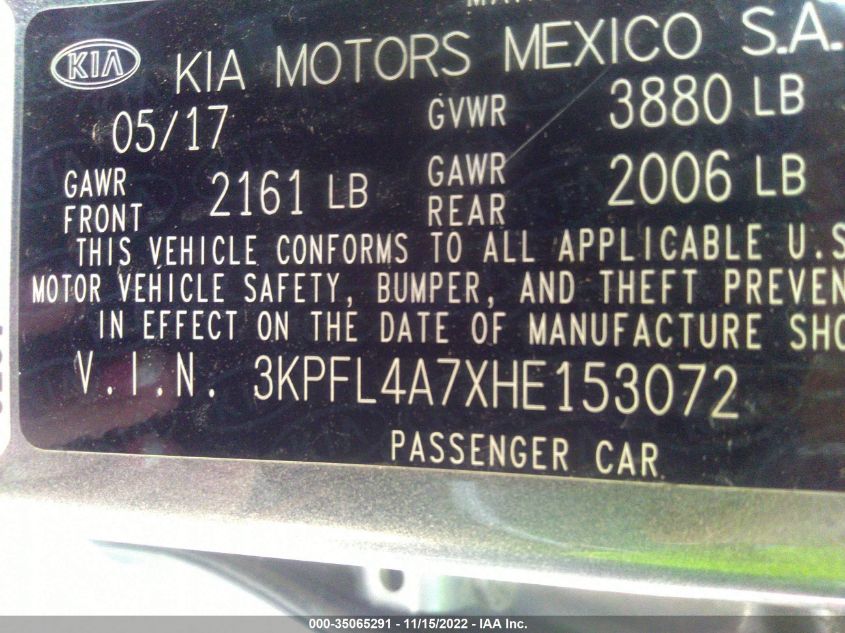 KIA KIA MOTORS MEXICO S.A.
05/17 GVWR 3880 LB
GAWR FRONT 2161 LB GAWR REAR 2006 LB
THIS VEHICLE CONFORMS TO ALL APPLICABLE U.S
MOTOR VEHICLE SAFETY, BUMPER, AND THEFT PREVEN
IN EFFECT ON THE DATE OF MANUFACTURE SHO
V.I.N. 3KPFL4A7XHE153072
PASSENGER CAR
000-35065291 - 11/15/2022 - IAA Inc.